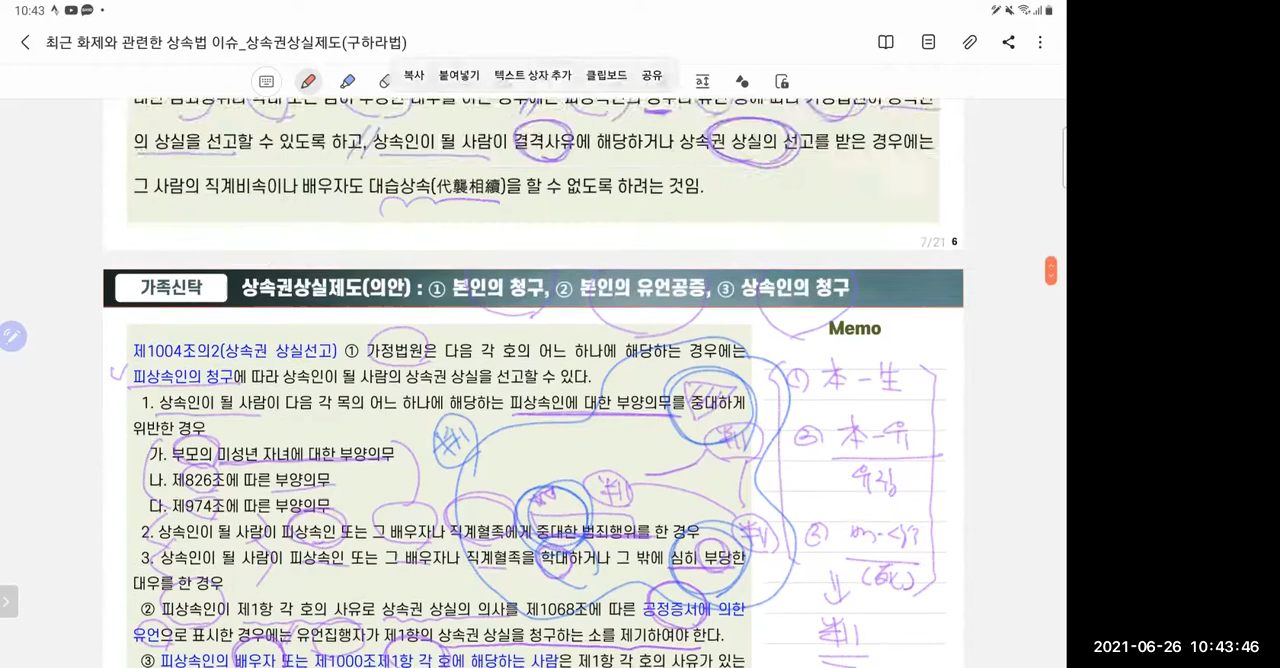 10:43
최근 화제와 관련한 상속법 이슈_상속권상실제도(구하라법)
복사 붙여넣기 텍스트 상자 추가 클립보드 공유
의 상실을 선고할 수 있도록 하고, 상속인이 될 사람이 결격사유에 해당하거나 상속권 상실의 선고를 받은 경우에는
그 사람의 직계비속이나 배우자도 대습상속(代襲相續)을 할 수 없도록 하려는 것임.
7/21 6
가족신탁 상속권상실제도(의안) : ① 본인의 청구, ② 본인의 유언공증, ③ 상속인의 청구
Memo
제1004조의2(상속권 상실선고) ① 가정법원은 다음 각 호의 어느 하나에 해당하는 경우에는
피상속인의 청구에 따라 상속인이 될 사람의 상속권 상실을 선고할 수 있다.
1. 상속인이 될 사람이 다음 각 목의 어느 하나에 해당하는 피상속인에 대한 부양의무를 중대하게
위반한 경우
가. 부모의 미성년 자녀에 대한 부양의무
나. 제826조에 따른 부양의무
다. 제974조에 따른 부양의무
2. 상속인이 될 사람이 피상속인 또는 그 배우자나 직계혈족에게 중대한 범죄행위를 한 경우
3. 상속인이 될 사람이 피상속인 또는 그 배우자나 직계혈족을 학대하거나 그 밖에 심히 부당한
대우를 한 경우
② 피상속인이 제1항 각 호의 사유로 상속권 상실의 의사를 제1068조에 따른 공정증서에 의한
유언으로 표시한 경우에는 유언집행자가 제1항의 상속권 상실을 청구하는 소를 제기하여야 한다.
③ 피상속인의 배우자 또는 제1000조제1항 각 호에 해당하는 사람은 제1항 각 호의 사유가 있는
① 本 - 生
2021-06-26 10:43:46